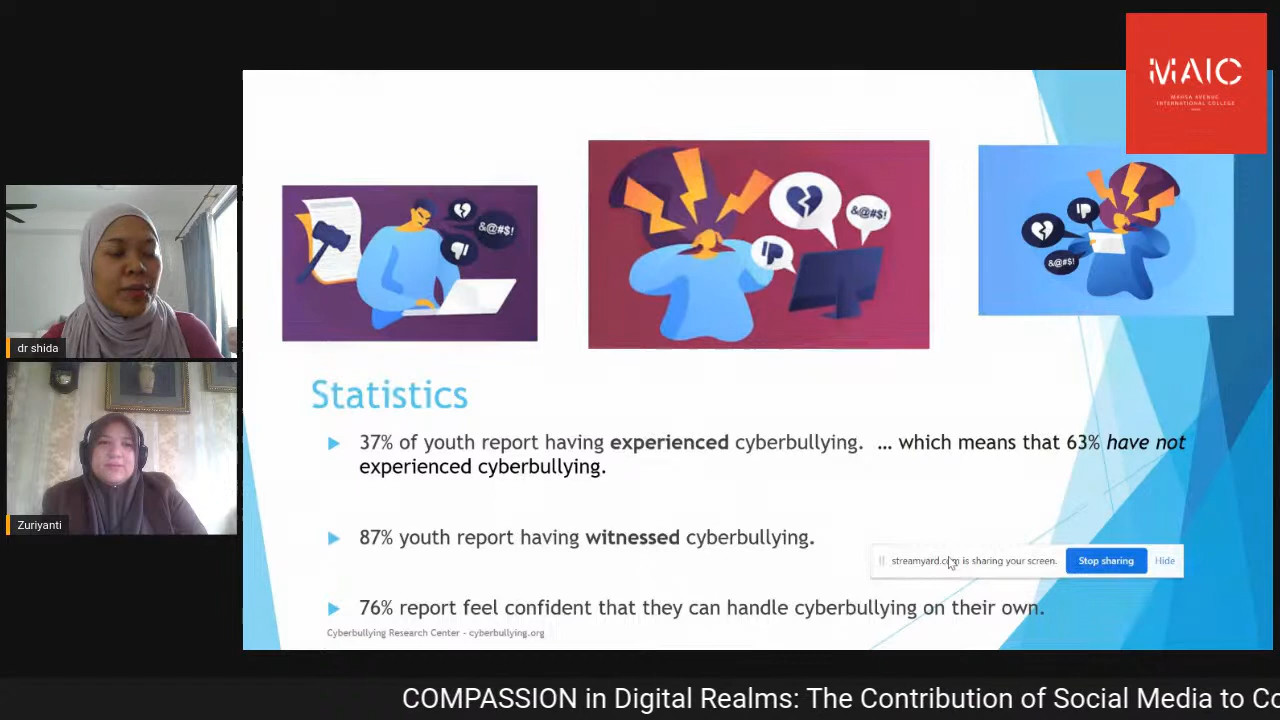 MAIC
MAHSA AVENUE
INTERNATIONAL COLLEGE
&@#$!
&@#$!
&@#$!
dr shida
Zuriyanti
Statistics
37% of youth report having experienced cyberbullying. … which means that 63% have not
experienced cyberbullying.
87% youth report having witnessed cyberbullying.
streamyard.com is sharing your screen.
Stop sharing
Hide
76% report feel confident that they can handle cyberbullying on their own.
Cyberbullying Research Center - cyberbullying.org
COMPASSION in Digital Realms: The Contribution of Social Media to Co